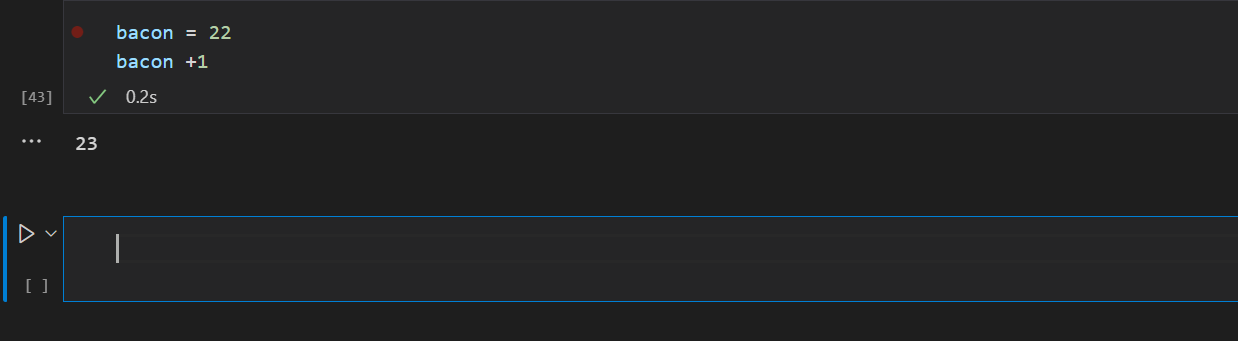 bacon = 22
bacon +1
[43]
0.2s
...
23
[ ]